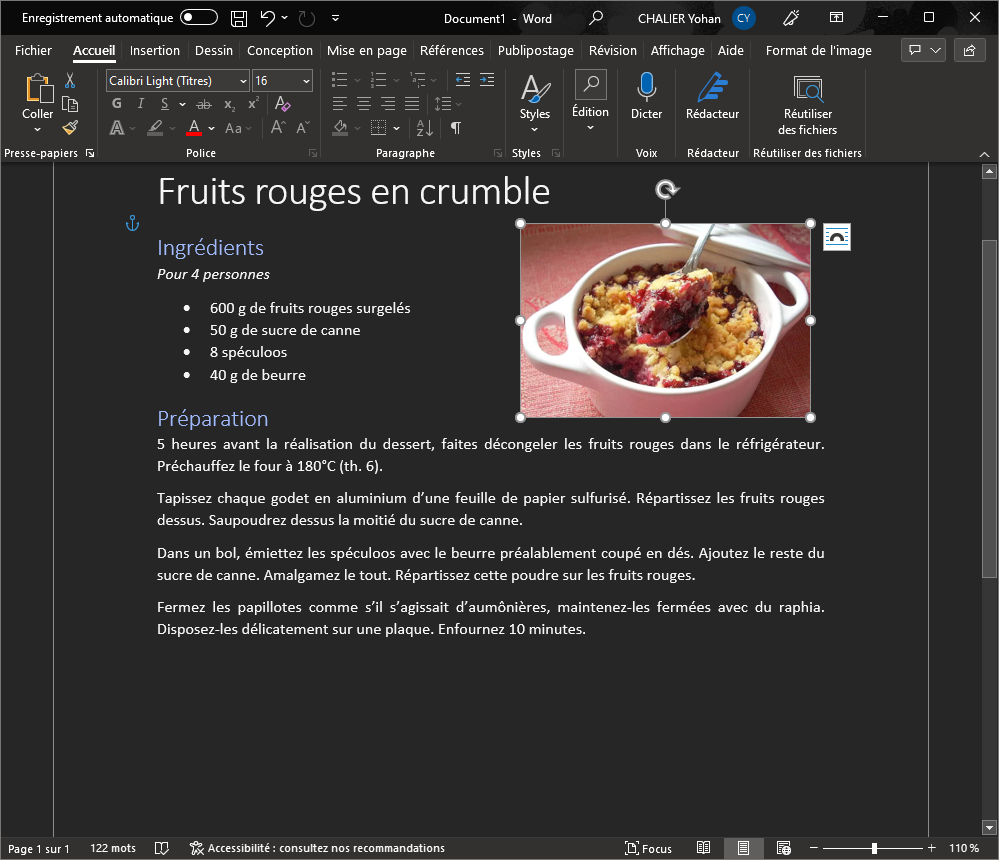 Enregistrement automatique
Document1 - Word
CHALIER Yohan
CY
Fichier Accueil Insertion Dessin Conception Mise en page Références Publipostage Révision Affichage Aide Format de l'image
Calibri Light (Titres) 16
G I S ab x₂ x² A
A A Aa A A
A Z
Coller
Styles
Édition
Dicter
Rédacteur
Réutiliser
des fichiers
Presse-papiers Police Paragraphe Styles Voix Rédacteur Réutiliser des fichiers
Fruits rouges en crumble
Ingrédients
Pour 4 personnes
• 600 g de fruits rouges surgelés
• 50 g de sucre de canne
• 8 spéculoos
• 40 g de beurre
Préparation
5 heures avant la réalisation du dessert, faites décongeler les fruits rouges dans le réfrigérateur.
Préchauffez le four à 180°C (th. 6).
Tapissez chaque godet en aluminium d’une feuille de papier sulfurisé. Répartissez les fruits rouges
dessus. Saupoudrez dessus la moitié du sucre de canne.
Dans un bol, émiettez les spéculoos avec le beurre préalablement coupé en dés. Ajoutez le reste du
sucre de canne. Amalgamez le tout. Répartissez cette poudre sur les fruits rouges.
Fermez les papillotes comme s’il s’agissait d’aumônières, maintenez-les fermées avec du raphia.
Disposez-les délicatement sur une plaque. Enfournez 10 minutes.
Page 1 sur 1 122 mots Accessibilité : consultez nos recommandations Focus 110 %